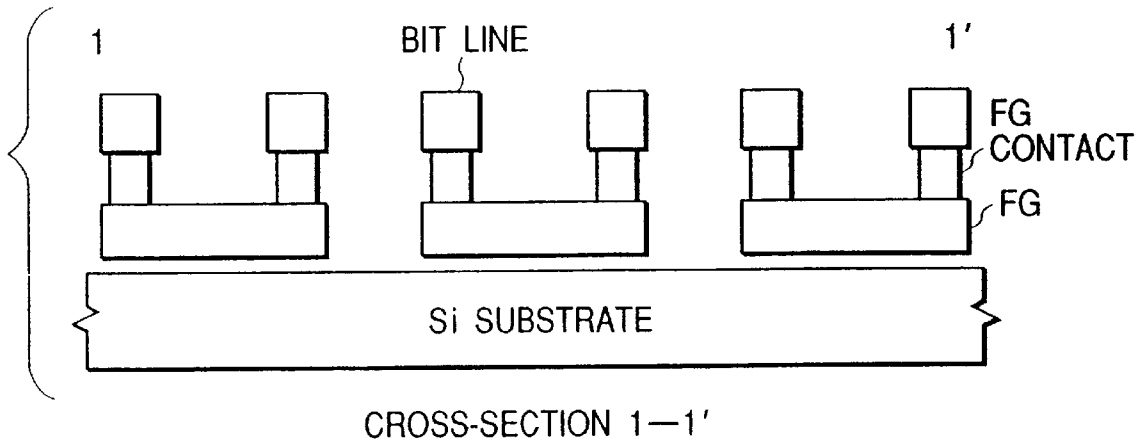 1
BIT LINE
1′
FG
CONTACT
FG
Si SUBSTRATE
CROSS-SECTION 1—1′